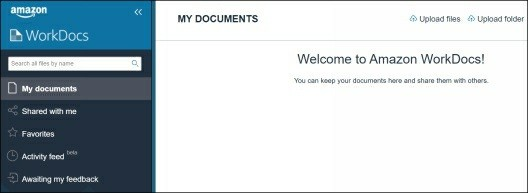 amazon
WorkDocs
Search all files by name
My documents
Shared with me
Favorites
Activity feed beta
Awaiting my feedback
MY DOCUMENTS
Upload files Upload folder
Welcome to Amazon WorkDocs!
You can keep your documents here and share them with others.